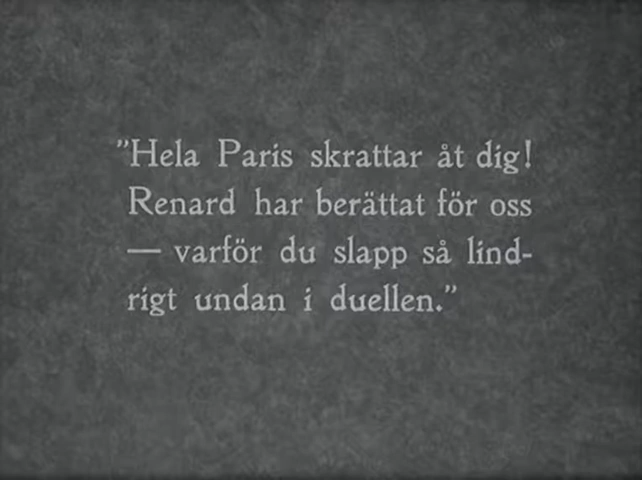 ”Hela Paris skrattar åt dig!
Renard har berättat för oss
— varför du slapp så lind-
rigt undan i duellen.”